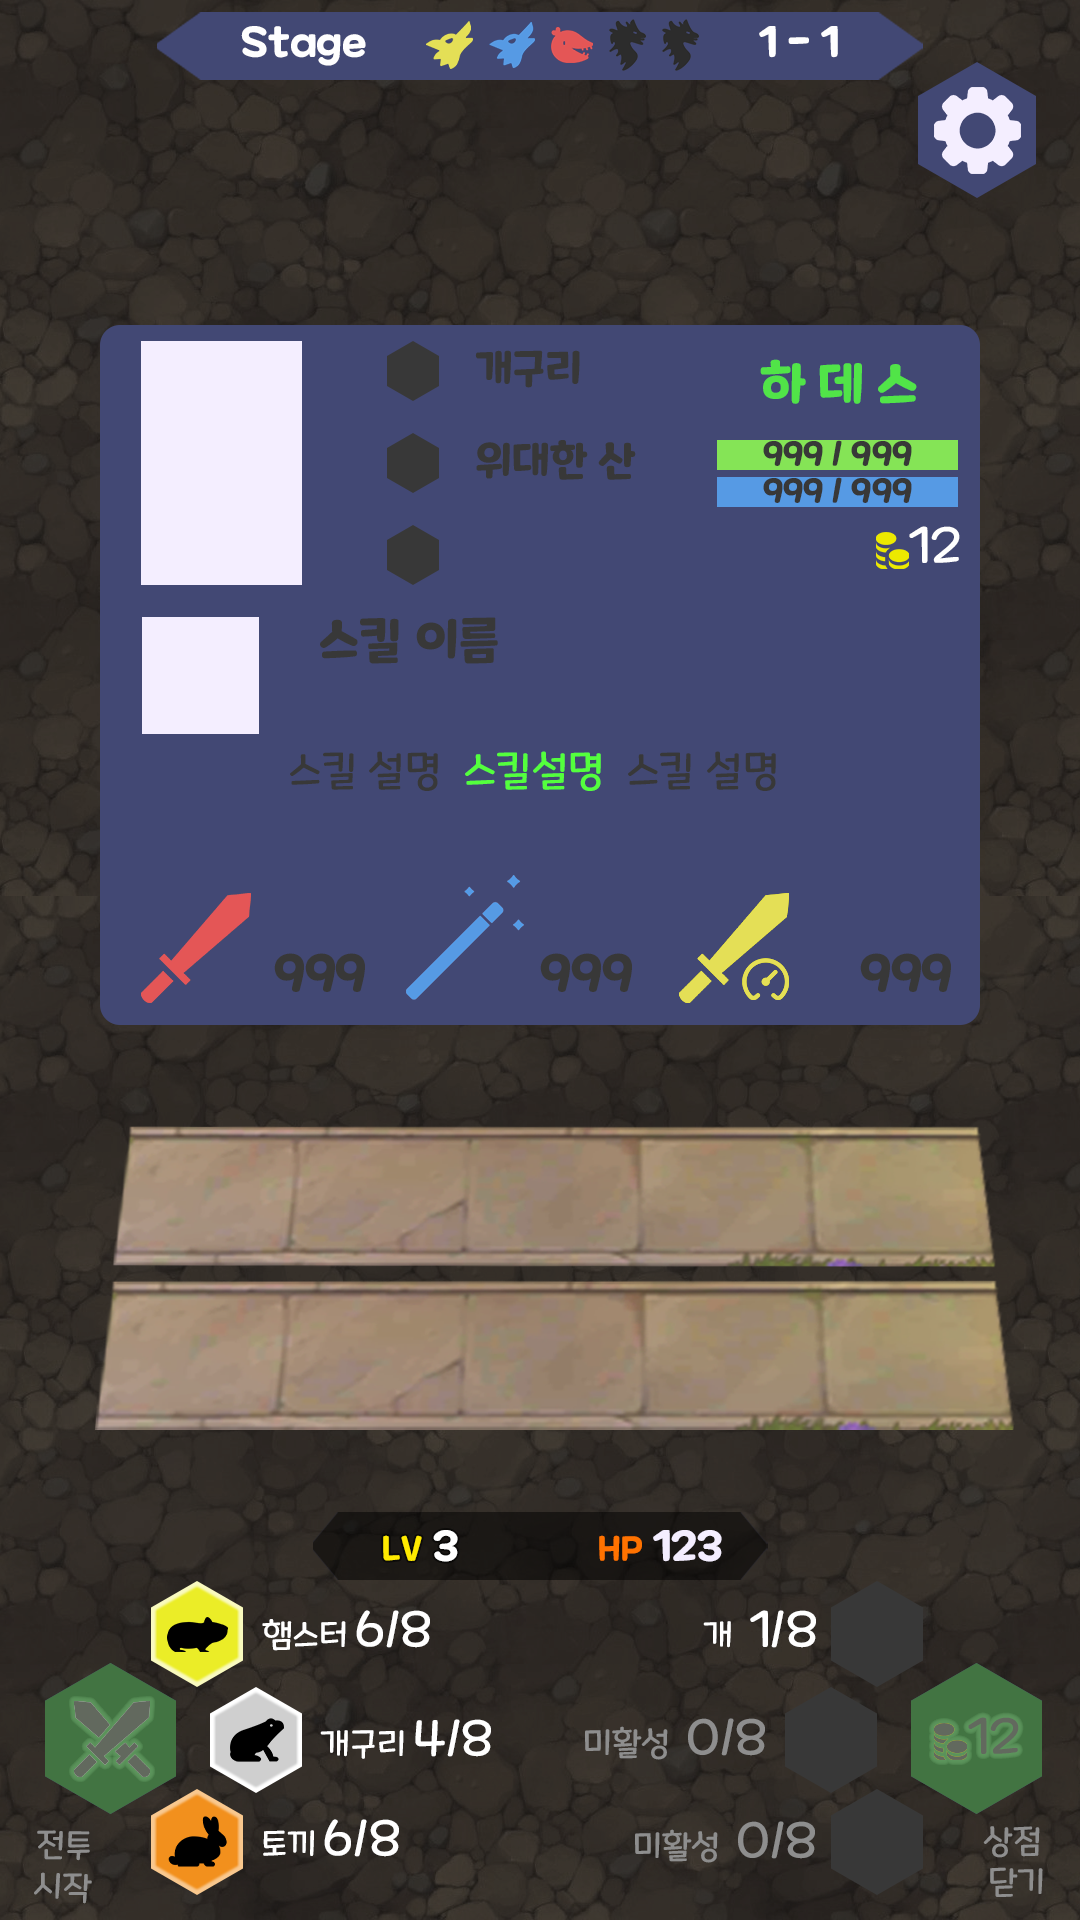 Stage 1-1
개구리
하데스
위대한 산
999 / 999
999 / 999
12
스킬 이름
스킬 설명 스킬설명 스킬 설명
999 999 999
LV 3 HP 123
햄스터 6/8 개 1/8
개구리 4/8 미활성 0/8
12
토끼 6/8 미활성 0/8
전투
시작
상점
닫기